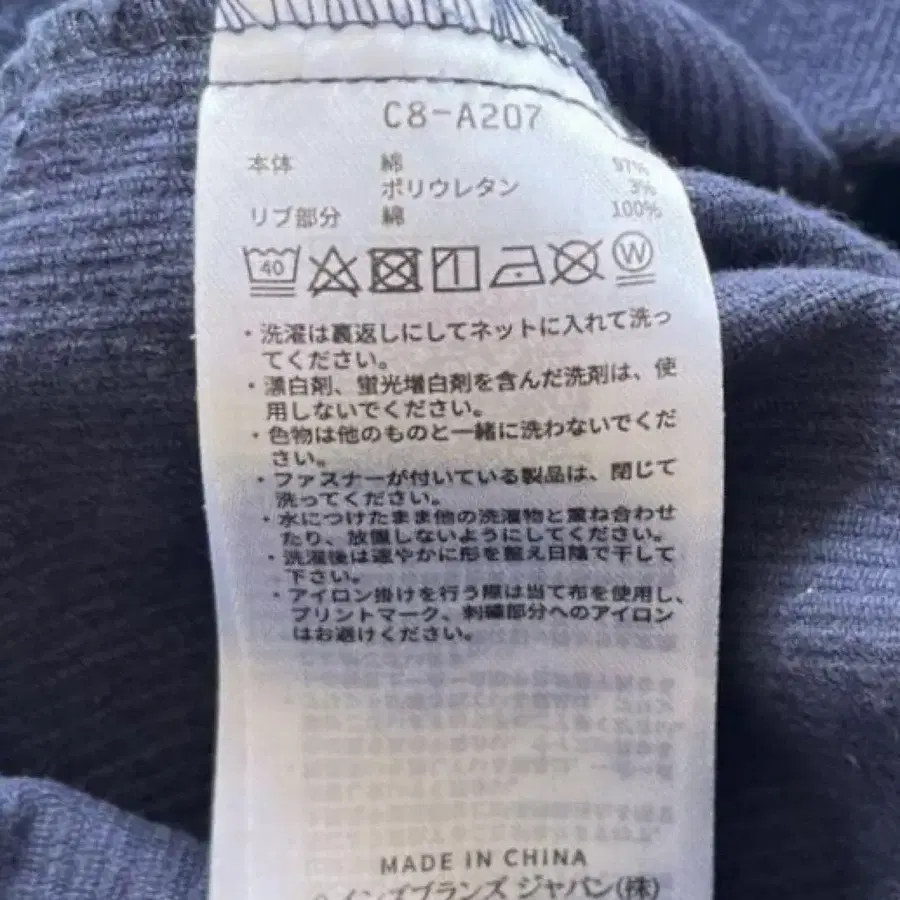 C8-A207
本体 綿 97%
ポリウレタン 3%
リブ部分 綿 100%
40 W
・洗濯は裏返しにしてネットに入れて洗っ
てください。
・漂白剤、蛍光増白剤を含んだ洗剤は、使
用しないでください。
・色物は他のものと一緒に洗わないでくだ
さい。
・ファスナーが付いている製品は、閉じて
洗ってください。
・水につけたまま他の洗濯物と重ね合わせ
たり、放置しないようにしてください。
・洗濯後は速やかに形を整え日陰で干して
下さい。
・アイロン掛けを行う際は当て布を使用し、
プリントマーク、刺繍部分へのアイロン
はお避けください。
MADE IN CHINA
ヘインズブランズ ジャパン(株)